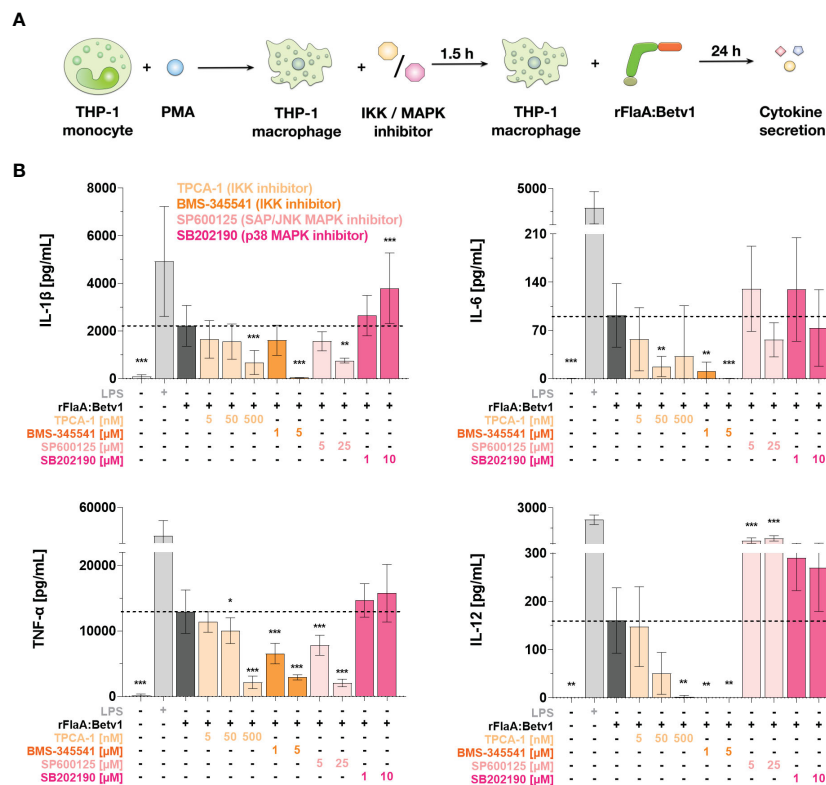 A
1.5 h
24 h
+
+
/
+
THP-1 monocyte
PMA
THP-1 macrophage
IKK / MAPK inhibitor
THP-1 macrophage
rFlaA:Betv1
Cytokine secretion
B
TPCA-1 (IKK inhibitor)
BMS-345541 (IKK inhibitor)
SP600125 (SAP/JNK MAPK inhibitor)
SB202190 (p38 MAPK inhibitor)
IL-1β [pg/mL]
8000
6000
4000
2000
0
*** *** *** ** ***
LPS - + - - - - - - - - - -
rFlaA:Betv1 - - + + + + + + + + + +
TPCA-1 [nM] - - - 5 50 500 - - - - - -
BMS-345541 [µM] - - - - - - 1 5 - - - -
SP600125 [µM] - - - - - - - - 5 25 - -
SB202190 [µM] - - - - - - - - - - 1 10
IL-6 [pg/mL]
5000
210
140
70
0
*** ** ** ***
LPS - + - - - - - - - - - -
rFlaA:Betv1 - - + + + + + + + + + +
TPCA-1 [nM] - - - 5 50 500 - - - - - -
BMS-345541 [µM] - - - - - - 1 5 - - - -
SP600125 [µM] - - - - - - - - 5 25 - -
SB202190 [µM] - - - - - - - - - - 1 10
TNF-α [pg/mL]
60000
20000
10000
0
*** * *** *** *** *** ***
LPS - + - - - - - - - - - -
rFlaA:Betv1 - - + + + + + + + + + +
TPCA-1 [nM] - - - 5 50 500 - - - - - -
BMS-345541 [µM] - - - - - - 1 5 - - - -
SP600125 [µM] - - - - - - - - 5 25 - -
SB202190 [µM] - - - - - - - - - - 1 10
IL-12 [pg/mL]
3000
300
200
100
0
** ** ** ** *** ***
LPS - + - - - - - - - - - -
rFlaA:Betv1 - - + + + + + + + + + +
TPCA-1 [nM] - - - 5 50 500 - - - - - -
BMS-345541 [µM] - - - - - - 1 5 - - - -
SP600125 [µM] - - - - - - - - 5 25 - -
SB202190 [µM] - - - - - - - - - - 1 10